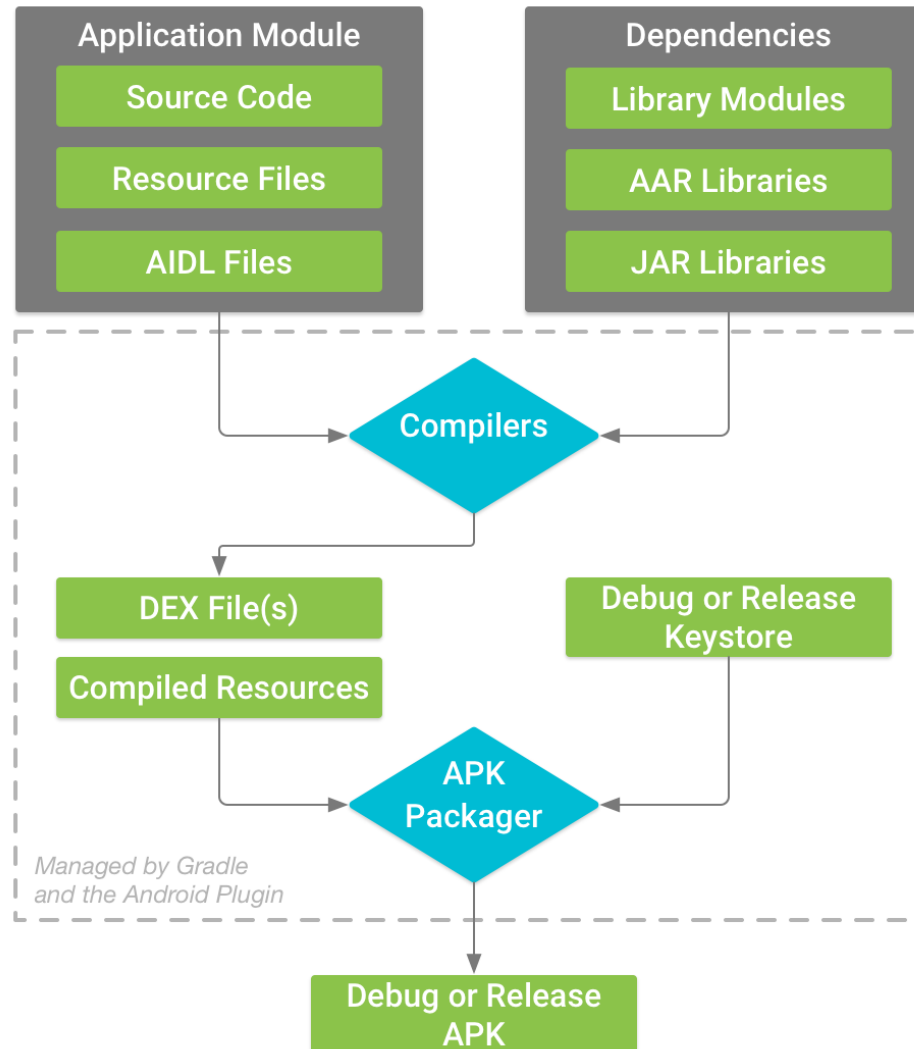 Application Module
Source Code
Resource Files
AIDL Files
Dependencies
Library Modules
AAR Libraries
JAR Libraries
Compilers
DEX File(s)
Compiled Resources
Debug or Release
Keystore
APK
Packager
Managed by Gradle
and the Android Plugin
Debug or Release
APK